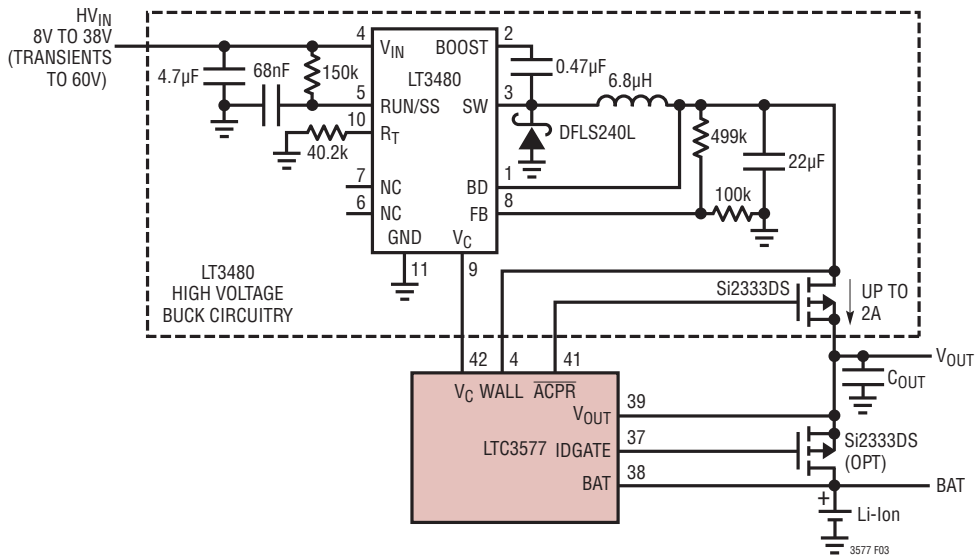 HVIN
8V TO 38V
(TRANSIENTS
TO 60V)
4.7µF
68nF
150k
4
VIN
BOOST
2
LT3480
0.47µF
6.8µH
5
RUN/SS
SW
3
10
RT
40.2k
DFLS240L
499k
22µF
7
NC
BD
1
100k
6
NC
FB
8
GND
VC
11
9
LT3480
HIGH VOLTAGE
BUCK CIRCUITRY
Si2333DS
UP TO
2A
42
4
41
VC
WALL
ACPR
VOUT
COUT
VOUT
39
LTC3577
IDGATE
37
Si2333DS
(OPT)
BAT
38
BAT
+
Li-Ion
3577 F03